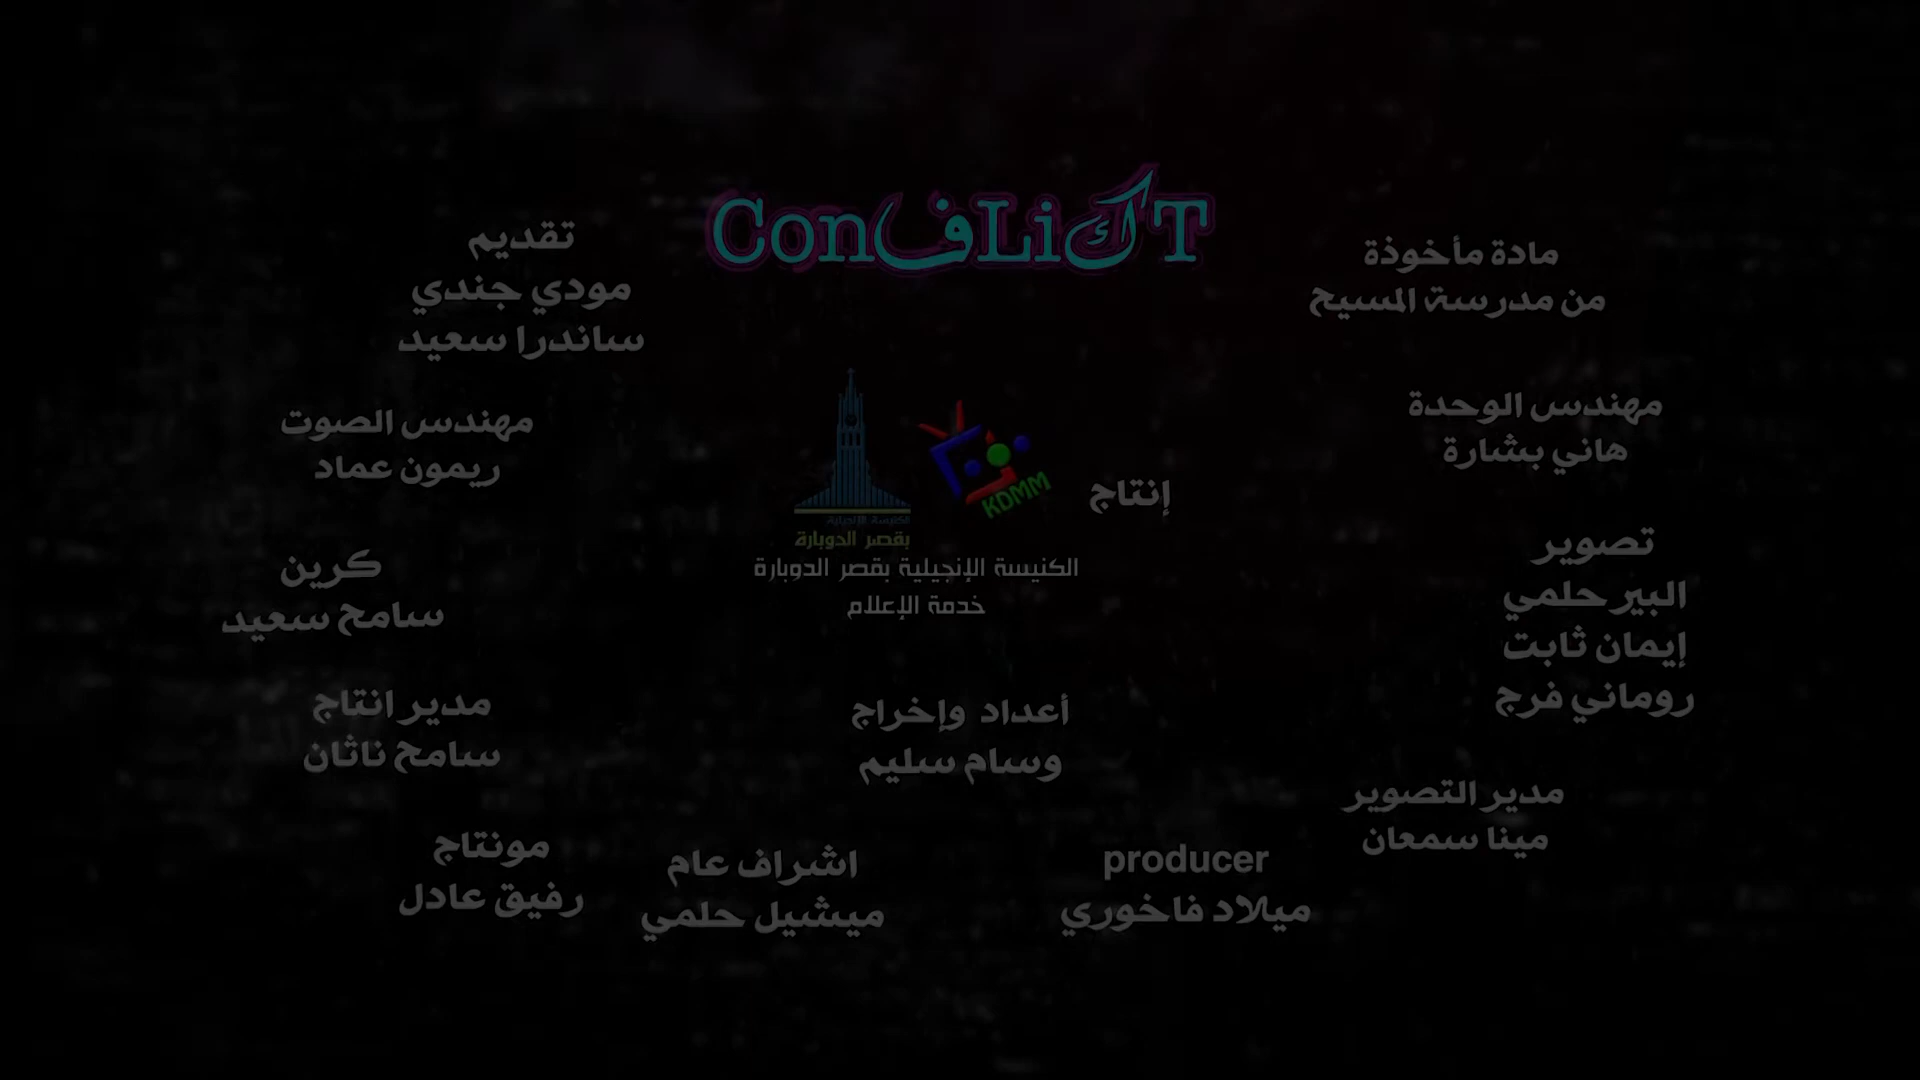 ConفLiكT
تقديم
مودي جندي
ساندرا سعيد
مادة مأخوذة
من مدرسة المسيح
مهندس الصوت
ريمون عماد
مهندس الوحدة
هاني بشارة
إنتاج
KDMM
الكنيسة الإنجيلية
بقصر الدوبارة
الكنيسة الإنجيلية بقصر الدوبارة
خدمة الإعلام
كرين
سامح سعيد
تصوير
البير حلمي
إيمان ثابت
روماني فرج
مدير انتاج
سامح ناثان
أعداد وإخراج
وسام سليم
مدير التصوير
مينا سمعان
مونتاج
رفيق عادل
اشراف عام
ميشيل حلمي
producer
ميلاد فاخوري